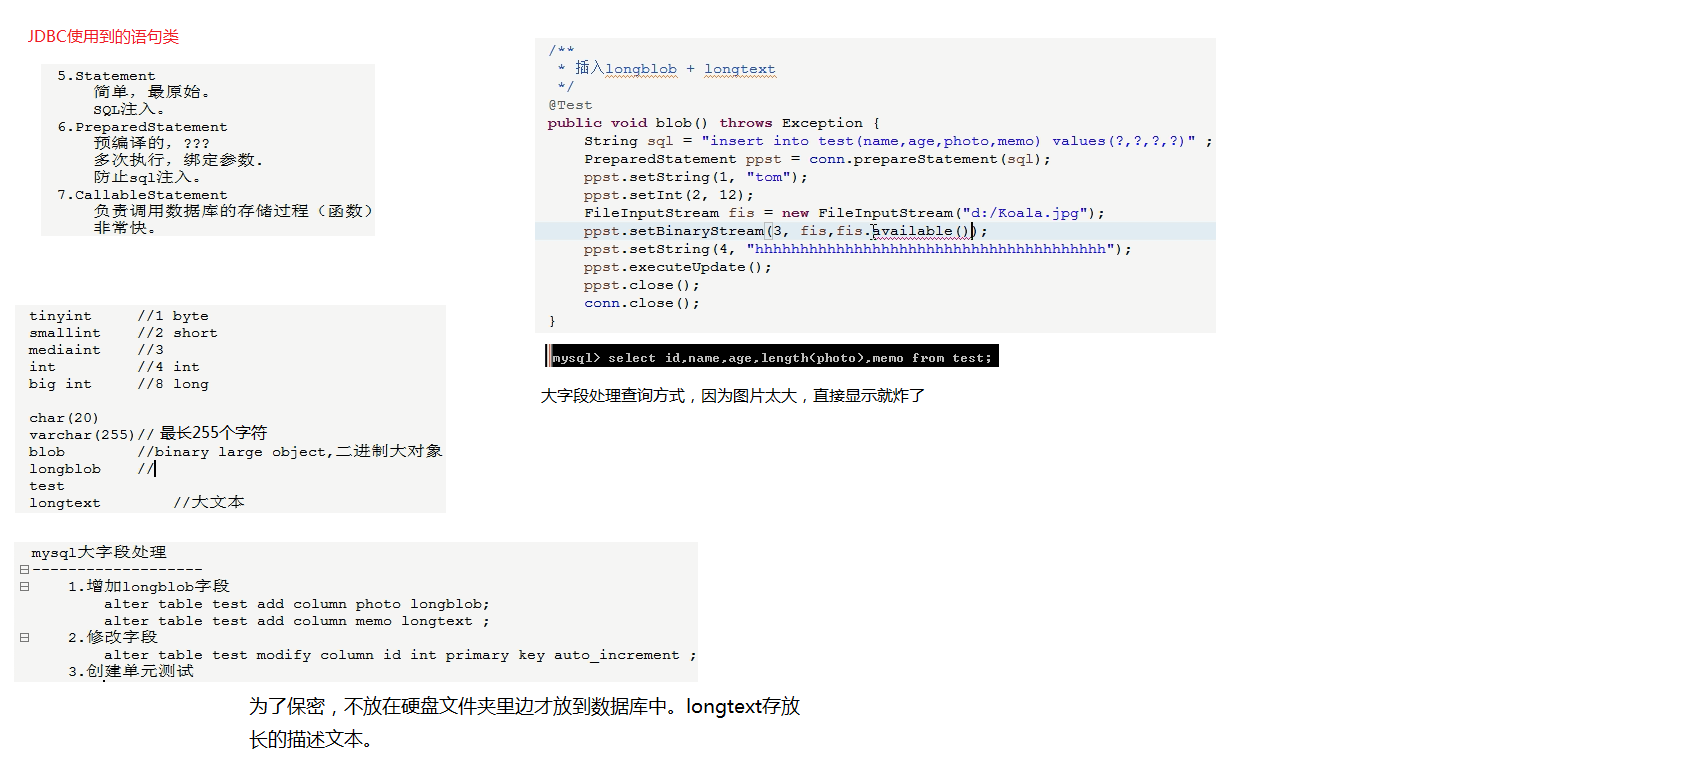 JDBC使用到的语句类
5.Statement
简单，最原始。
SQL注入。
6.PreparedStatement
预编译的，???
多次执行，绑定参数.
防止sql注入。
7.CallableStatement
负责调用数据库的存储过程（函数）
非常快。
tinyint //1 byte
smallint //2 short
mediaint //3
int //4 int
big int //8 long
char(20)
varchar(255)// 最长255个字符
blob //binary large object,二进制大对象
longblob //
test
longtext //大文本
mysql大字段处理
-------------------
1.增加longblob字段
alter table test add column photo longblob;
alter table test add column memo longtext ;
2.修改字段
alter table test modify column id int primary key auto_increment ;
3.创建单元测试
为了保密，不放在硬盘文件夹里边才放到数据库中。longtext存放
长的描述文本。
/**
* 插入longblob + longtext
*/
@Test
public void blob() throws Exception {
String sql = "insert into test(name,age,photo,memo) values(?,?,?,?)" ;
PreparedStatement ppst = conn.prepareStatement(sql);
ppst.setString(1, "tom");
ppst.setInt(2, 12);
FileInputStream fis = new FileInputStream("d:/Koala.jpg");
ppst.setBinaryStream(3, fis,fis.available());
ppst.setString(4, "hhhhhhhhhhhhhhhhhhhhhhhhhhhhhhhhhhhhhhh");
ppst.executeUpdate();
ppst.close();
conn.close();
}
mysql> select id,name,age,length(photo),memo from test;
大字段处理查询方式，因为图片太大，直接显示就炸了